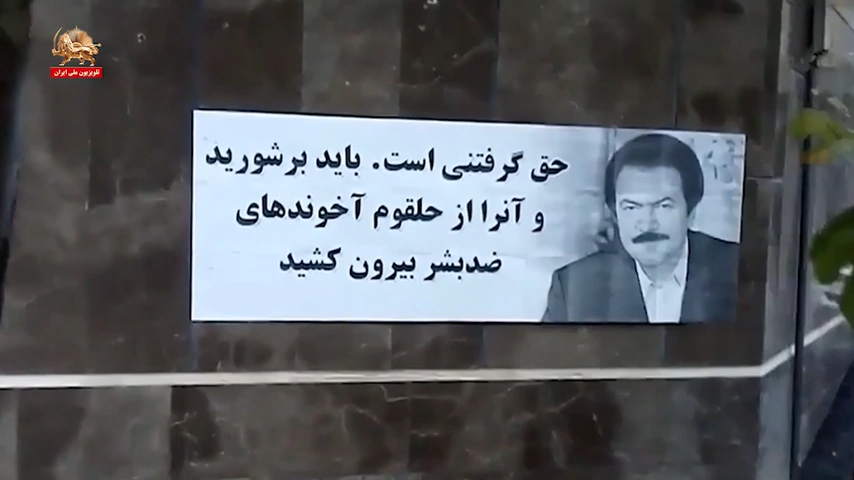 تلویزیون ملی ایران
حق گرفتنی است. باید برشورید
و آنرا از حلقوم آخوندهای
ضدبشر بیرون کشید